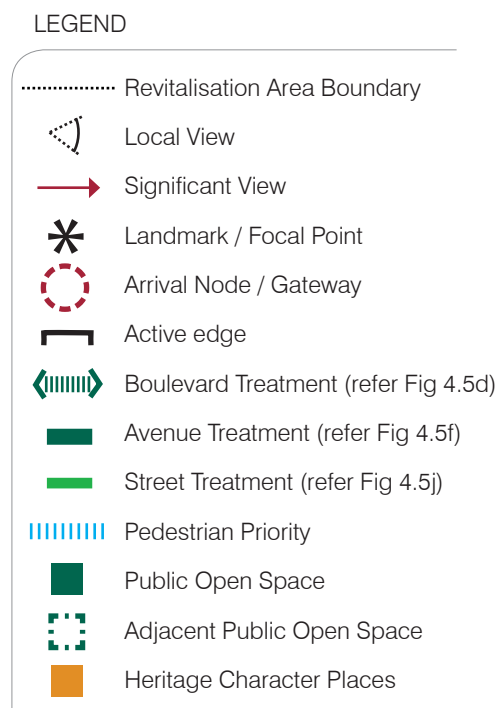 LEGEND
Revitalisation Area Boundary
Local View
Significant View
Landmark / Focal Point
Arrival Node / Gateway
Active edge
Boulevard Treatment (refer Fig 4.5d)
Avenue Treatment (refer Fig 4.5f)
Street Treatment (refer Fig 4.5j)
Pedestrian Priority
Public Open Space
Adjacent Public Open Space
Heritage Character Places